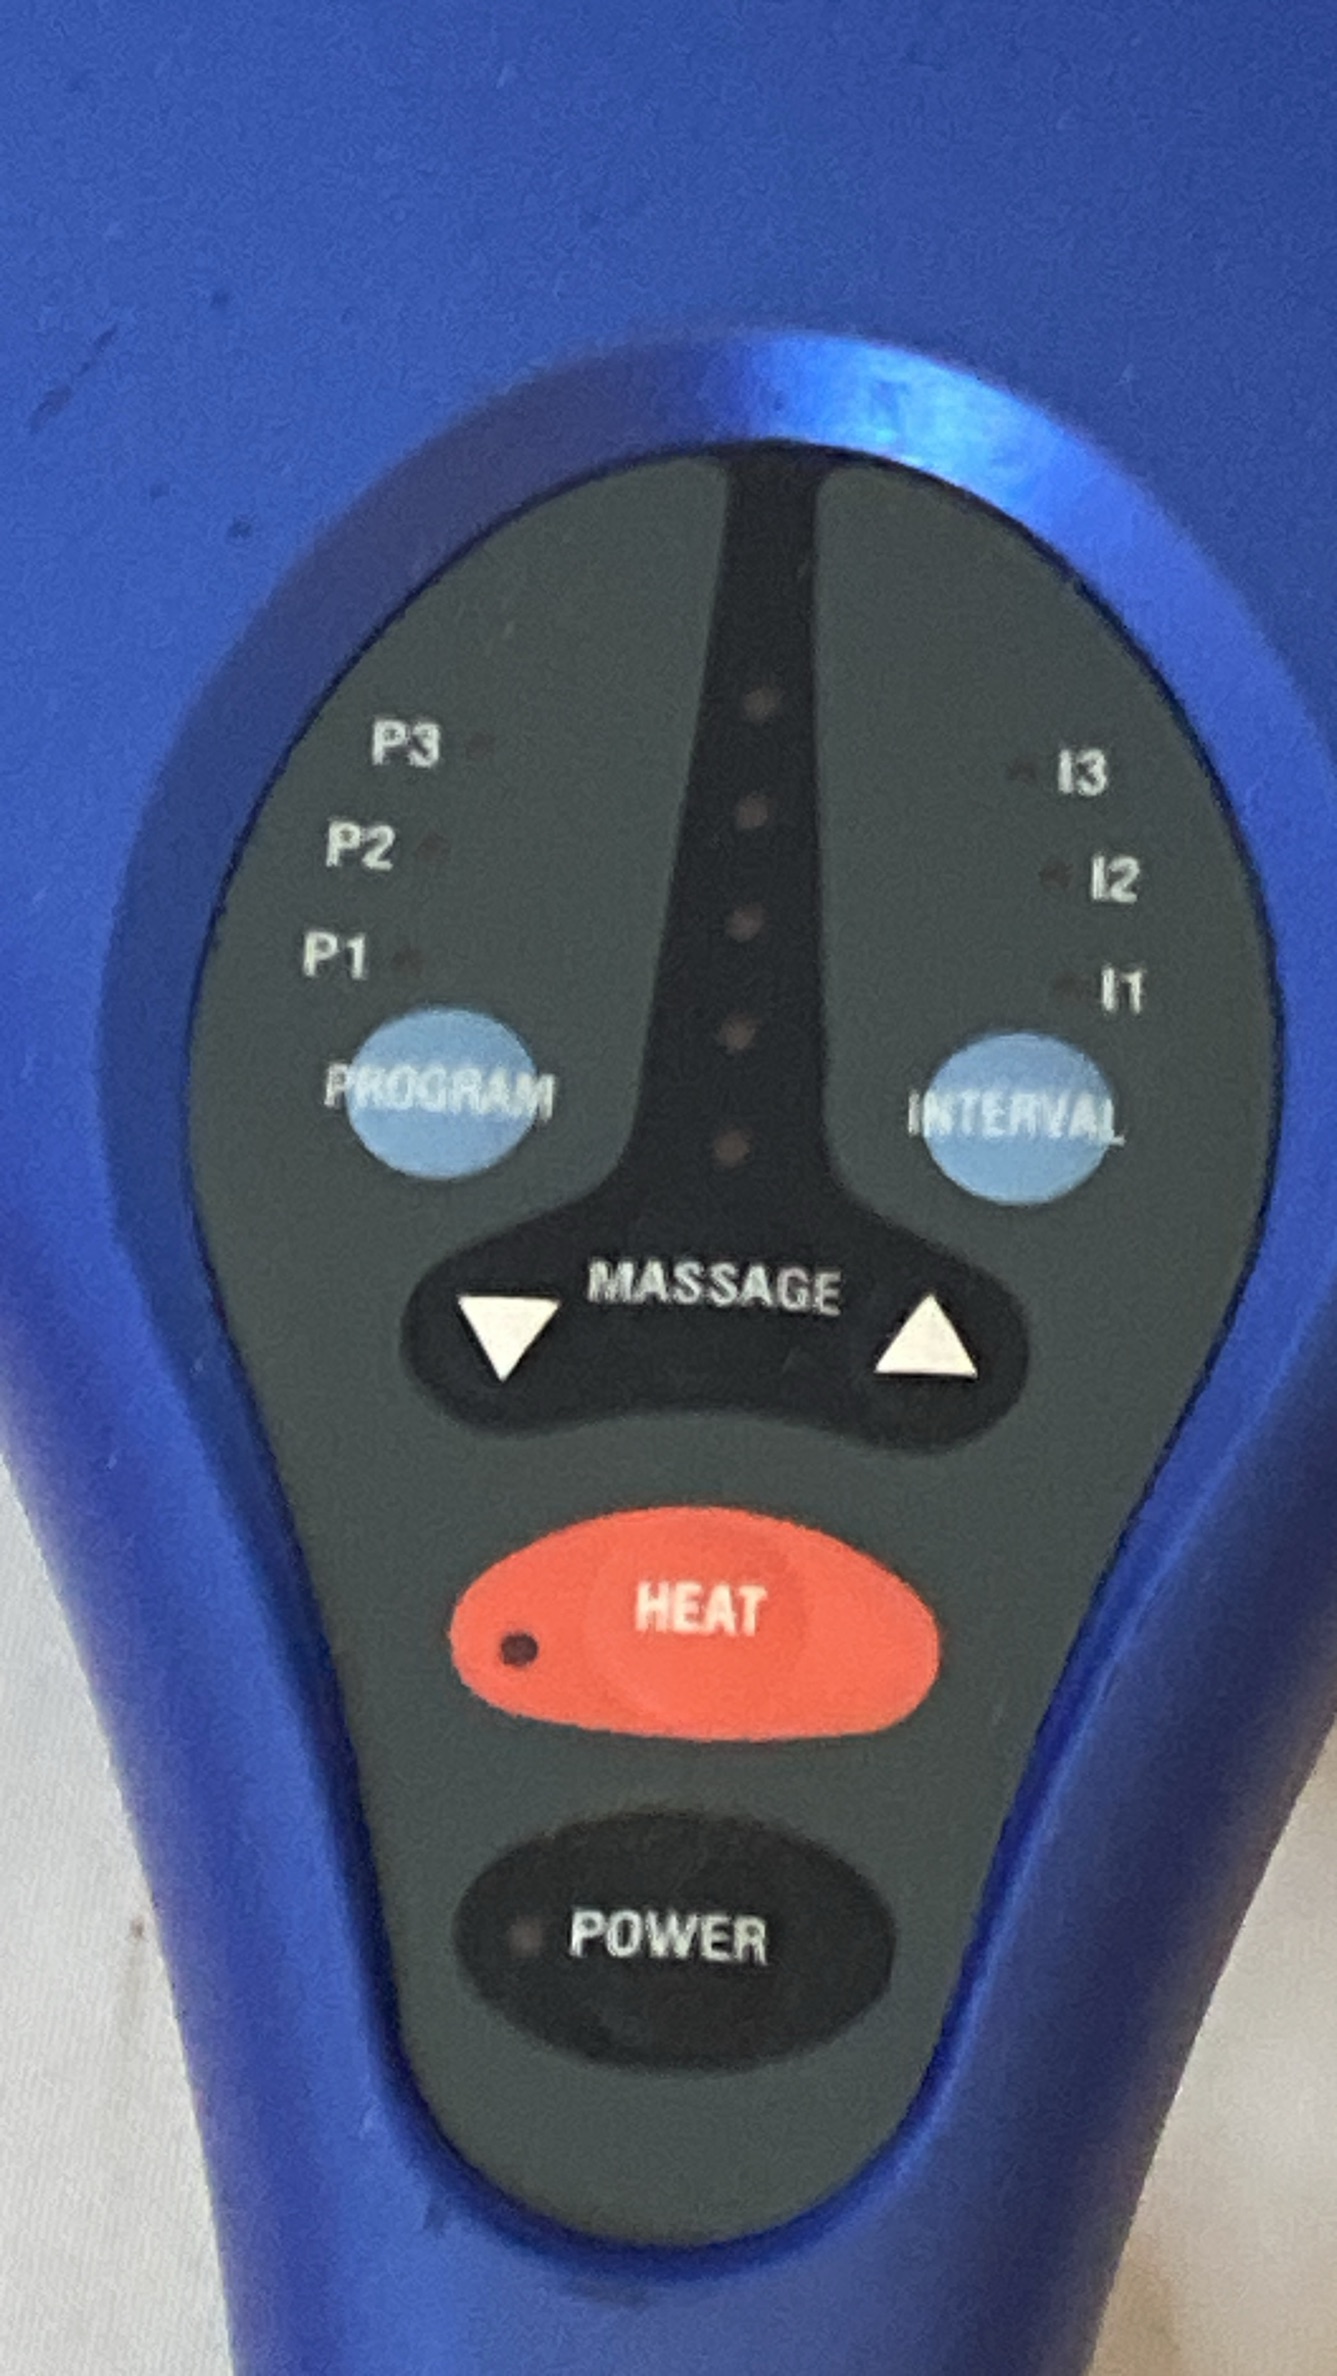 P3
P2
P1
PROGRAM
I3
I2
I1
INTERVAL
MASSAGE
HEAT
POWER